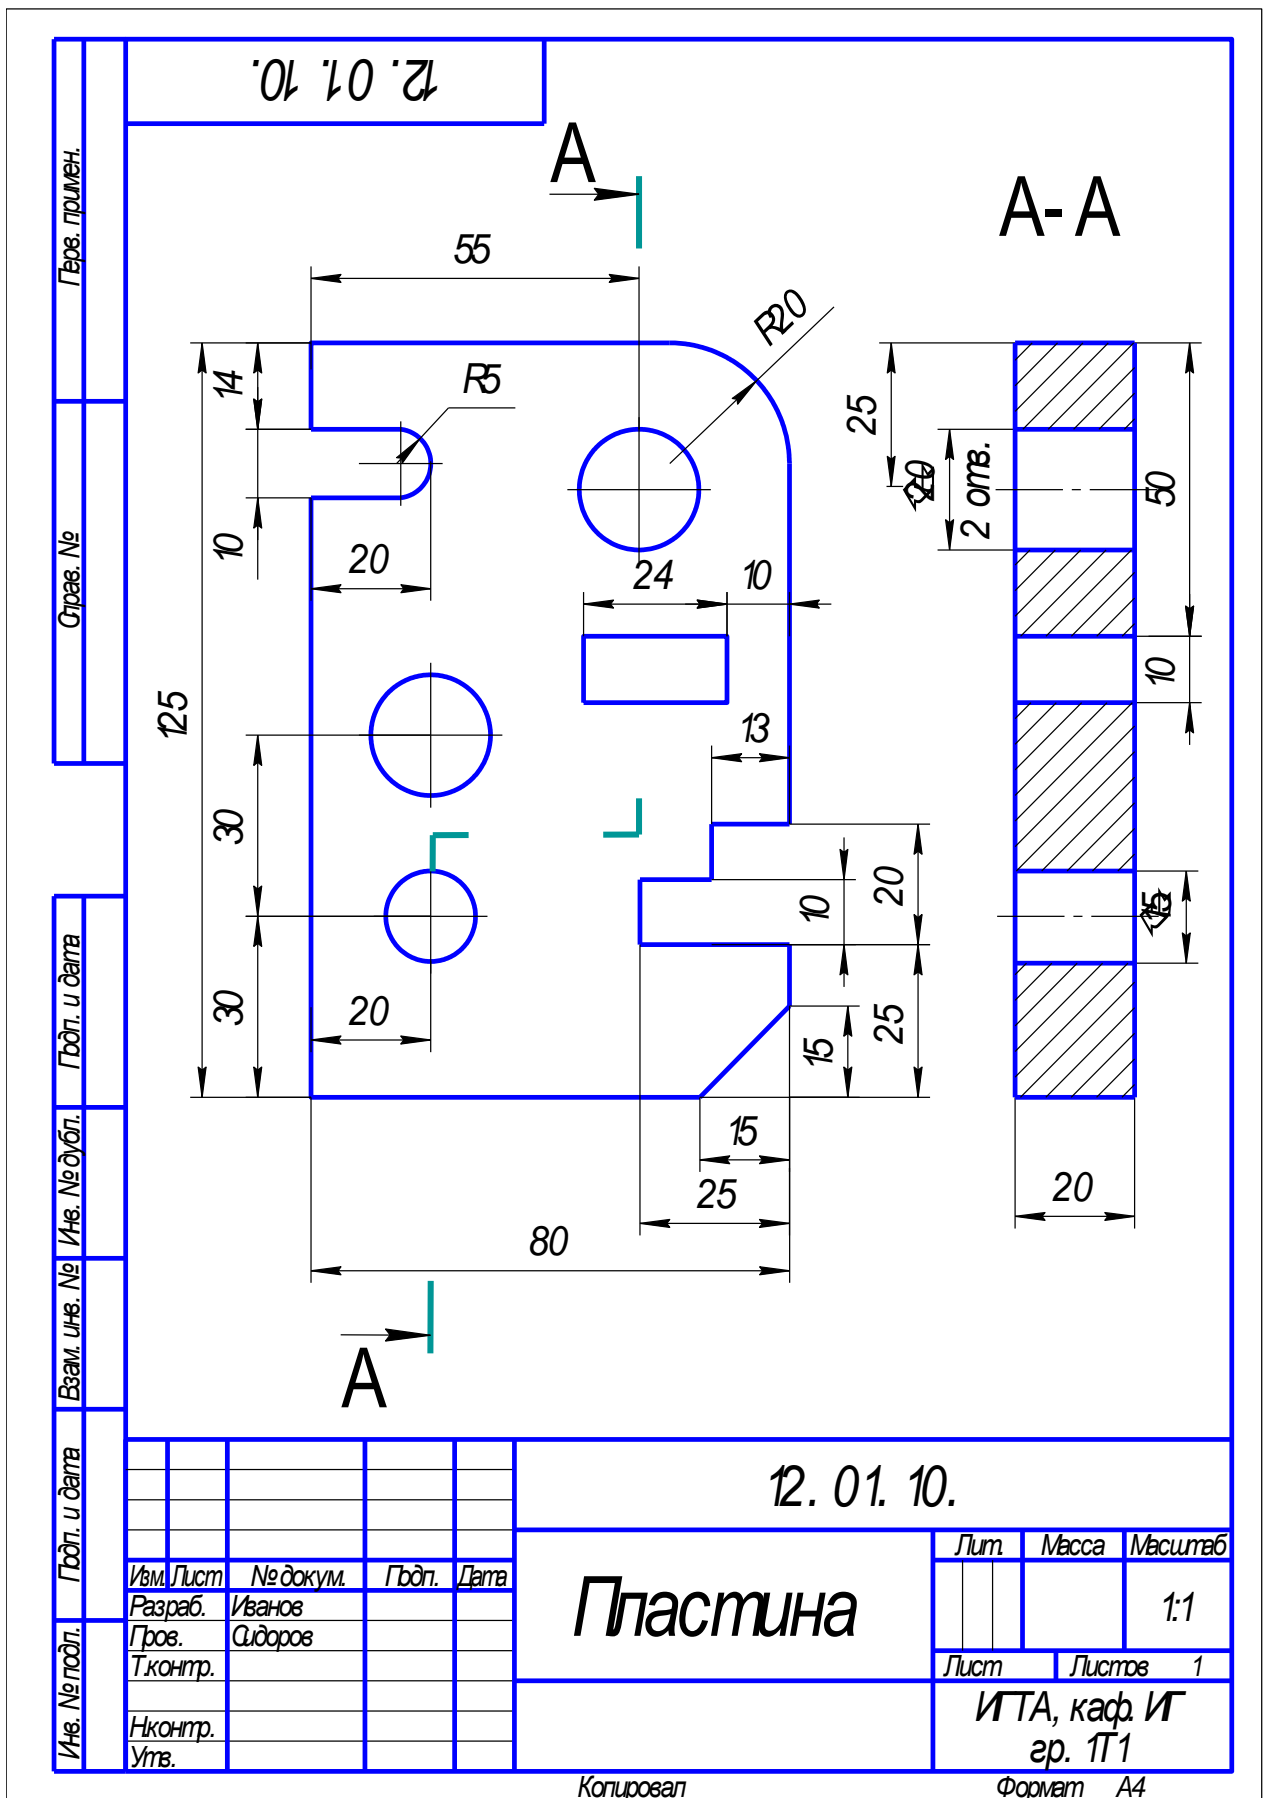 12. 01. 10.
Перв. примен.
Справ. №
Подп. и дата
Инв. № дубл.
Взам. инв. №
Подп. и дата
Инв. № подл.
А
А-А
55
R20
R5
14
10
20
125
24
10
13
30
30
20
10
20
15
25
15
25
80
А
25
20
2 отв.
50
10
15
20
12. 01. 10.
Изм. Лист № докум. Подп. Дата
Разраб. Иванов
Пров. Сидоров
Т.контр.
Н.контр.
Утв.
Пластина
Лит. Масса Масштаб
1:1
Лист Листов 1
ИГТА, каф. ИГ
гр. 1Т1
Копировал Формат А4